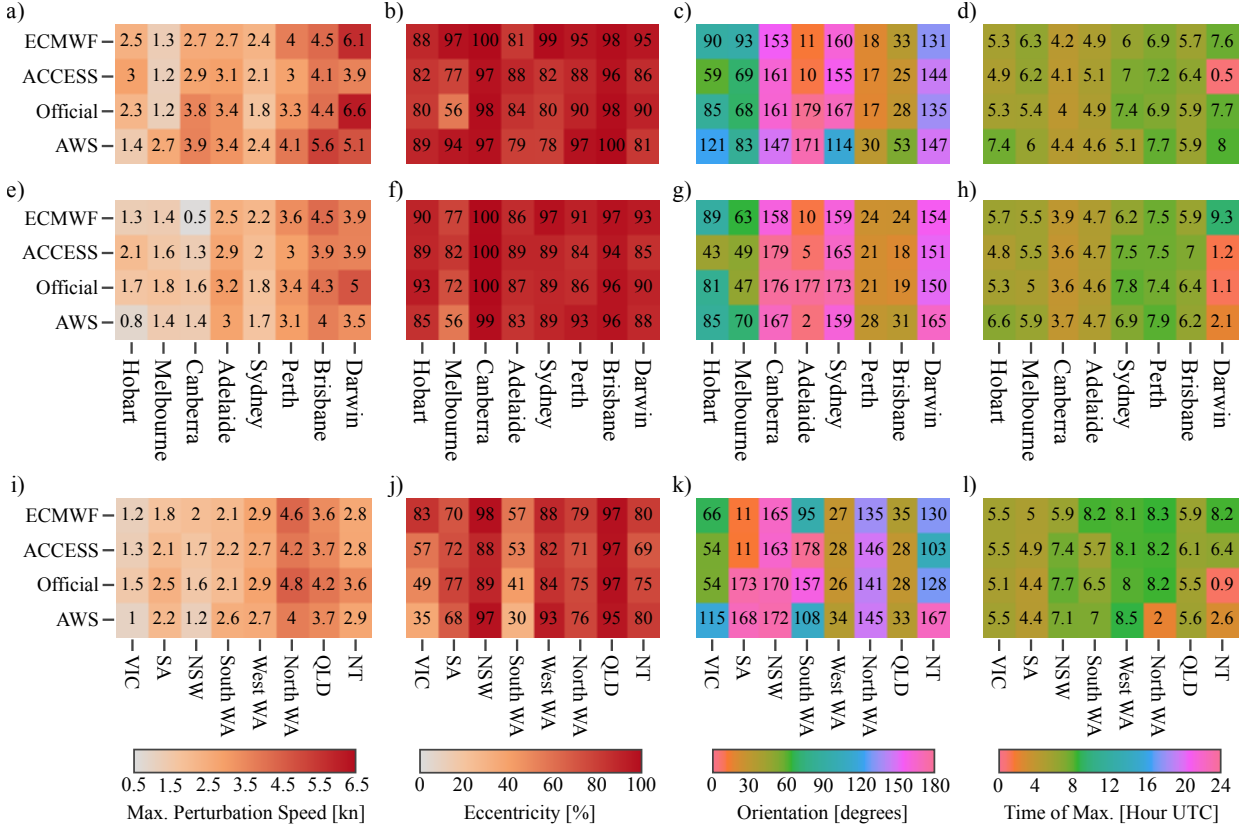 a) b) c) d)
ECMWF 2.5 1.3 2.7 2.7 2.4 4 4.5 6.1 88 97 100 81 99 95 98 95 90 93 153 11 160 18 33 131 5.3 6.3 4.2 4.9 6 6.9 5.7 7.6
ACCESS 3 1.2 2.9 3.1 2.1 3 4.1 3.9 82 77 97 88 82 88 96 86 59 69 161 10 155 17 25 144 4.9 6.2 4.1 5.1 7 7.2 6.4 0.5
Official 2.3 1.2 3.8 3.4 1.8 3.3 4.4 6.6 80 56 98 84 80 90 98 90 85 68 161 179 167 17 28 135 5.3 5.4 4 4.9 7.4 6.9 5.9 7.7
AWS 1.4 2.7 3.9 3.4 2.4 4.1 5.6 5.1 89 94 97 79 78 97 100 81 121 83 147 171 114 30 53 147 7.4 6 4.4 4.6 5.1 7.7 5.9 8
e) f) g) h)
ECMWF 1.3 1.4 0.5 2.5 2.2 3.6 4.5 3.9 90 77 100 86 97 91 97 93 89 63 158 10 159 24 24 154 5.7 5.5 3.9 4.7 6.2 7.5 5.9 9.3
ACCESS 2.1 1.6 1.3 2.9 2 3 3.9 3.9 89 82 100 89 89 84 94 85 43 49 179 5 165 21 18 151 4.8 5.5 3.6 4.7 7.5 7.5 7 1.2
Official 1.7 1.8 1.6 3.2 1.8 3.4 4.3 5 93 72 100 87 89 86 96 90 81 47 176 177 173 21 19 150 5.3 5 3.6 4.6 7.8 7.4 6.4 1.1
AWS 0.8 1.4 1.4 3 1.7 3.1 4 3.5 85 56 99 83 89 93 96 88 85 70 167 2 159 28 31 165 6.6 5.9 3.7 4.7 6.9 7.9 6.2 2.1
Hobart Melbourne Canberra Adelaide Sydney Perth Brisbane Darwin Hobart Melbourne Canberra Adelaide Sydney Perth Brisbane Darwin Hobart Melbourne Canberra Adelaide Sydney Perth Brisbane Darwin Hobart Melbourne Canberra Adelaide Sydney Perth Brisbane Darwin
i) j) k) l)
ECMWF 1.2 1.8 2 2.1 2.9 4.6 3.6 2.8 83 70 98 57 88 79 97 80 66 11 165 95 27 135 35 130 5.5 5 5.9 8.2 8.1 8.3 5.9 8.2
ACCESS 1.3 2.1 1.7 2.2 2.7 4.2 3.7 2.8 57 72 88 53 82 71 97 69 54 11 163 178 28 146 28 103 5.5 4.9 7.4 5.7 8.1 8.2 6.1 6.4
Official 1.5 2.5 1.6 2.1 2.9 4.8 4.2 3.6 49 77 89 41 84 75 97 75 54 173 170 157 26 141 28 128 5.1 4.4 7.7 6.5 8 8.2 5.5 0.9
AWS 1 2.2 1.2 2.6 2.7 4 3.7 2.9 35 68 97 30 93 76 95 80 115 168 172 108 34 145 33 167 5.5 4.4 7.1 7 8.5 2 5.6 2.6
VIC SA NSW South WA West WA North WA QLD NT VIC SA NSW South WA West WA North WA QLD NT VIC SA NSW South WA West WA North WA QLD NT VIC SA NSW South WA West WA North WA QLD NT
0.5 1.5 2.5 3.5 4.5 5.5 6.5 0 20 40 60 80 100 0 30 60 90 120 150 180 0 4 8 12 16 20 24
Max. Perturbation Speed [kn] Eccentricity [%] Orientation [degrees] Time of Max. [Hour UTC]